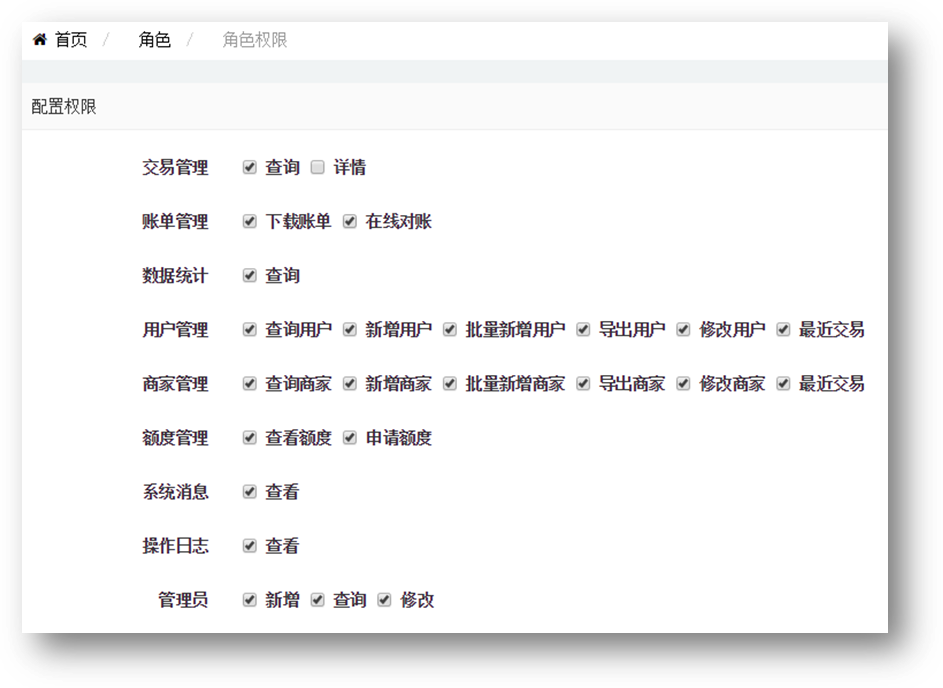 首页 / 角色 / 角色权限
配置权限
交易管理 查询 详情
账单管理 下载账单 在线对账
数据统计 查询
用户管理 查询用户 新增用户 批量新增用户 导出用户 修改用户 最近交易
商家管理 查询商家 新增商家 批量新增商家 导出商家 修改商家 最近交易
额度管理 查看额度 申请额度
系统消息 查看
操作日志 查看
管理员 新增 查询 修改